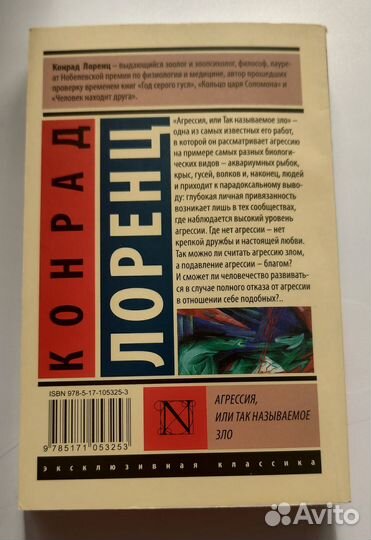 Конрад Лоренц – выдающийся зоолог и зоопсихолог, философ, лауре-
ат Нобелевской премии по физиологии и медицине, автор прошедших
проверку временем книг «Год серого гуся», «Кольцо царя Соломона» и
«Человек находит друга».
КОНРАД
ЛОРЕНЦ
«Агрессия, или Так называемое зло» –
одна из самых известных его работ,
в которой он рассматривает агрессию
на примере самых разных биологи-
ческих видов – аквариумных рыбок,
крыс, гусей, волков и, наконец, людей
и приходит к парадоксальному выво-
ду: глубокая личная привязанность
возникает лишь в тех сообществах,
где наблюдается высокий уровень
агрессии. Где нет агрессии – нет
крепкой дружбы и настоящей любви.
Так можно ли считать агрессию злом,
а подавление агрессии – благом?
И сможет ли человечество развивать-
ся в случае полного отказа от агрессии
в отношении себе подобных?..
ISBN 978-5-17-105325-3
9 785171 053253
N
АГРЕССИЯ,
ИЛИ ТАК НАЗЫВАЕМОЕ
ЗЛО
эксклюзивная классика
Avito